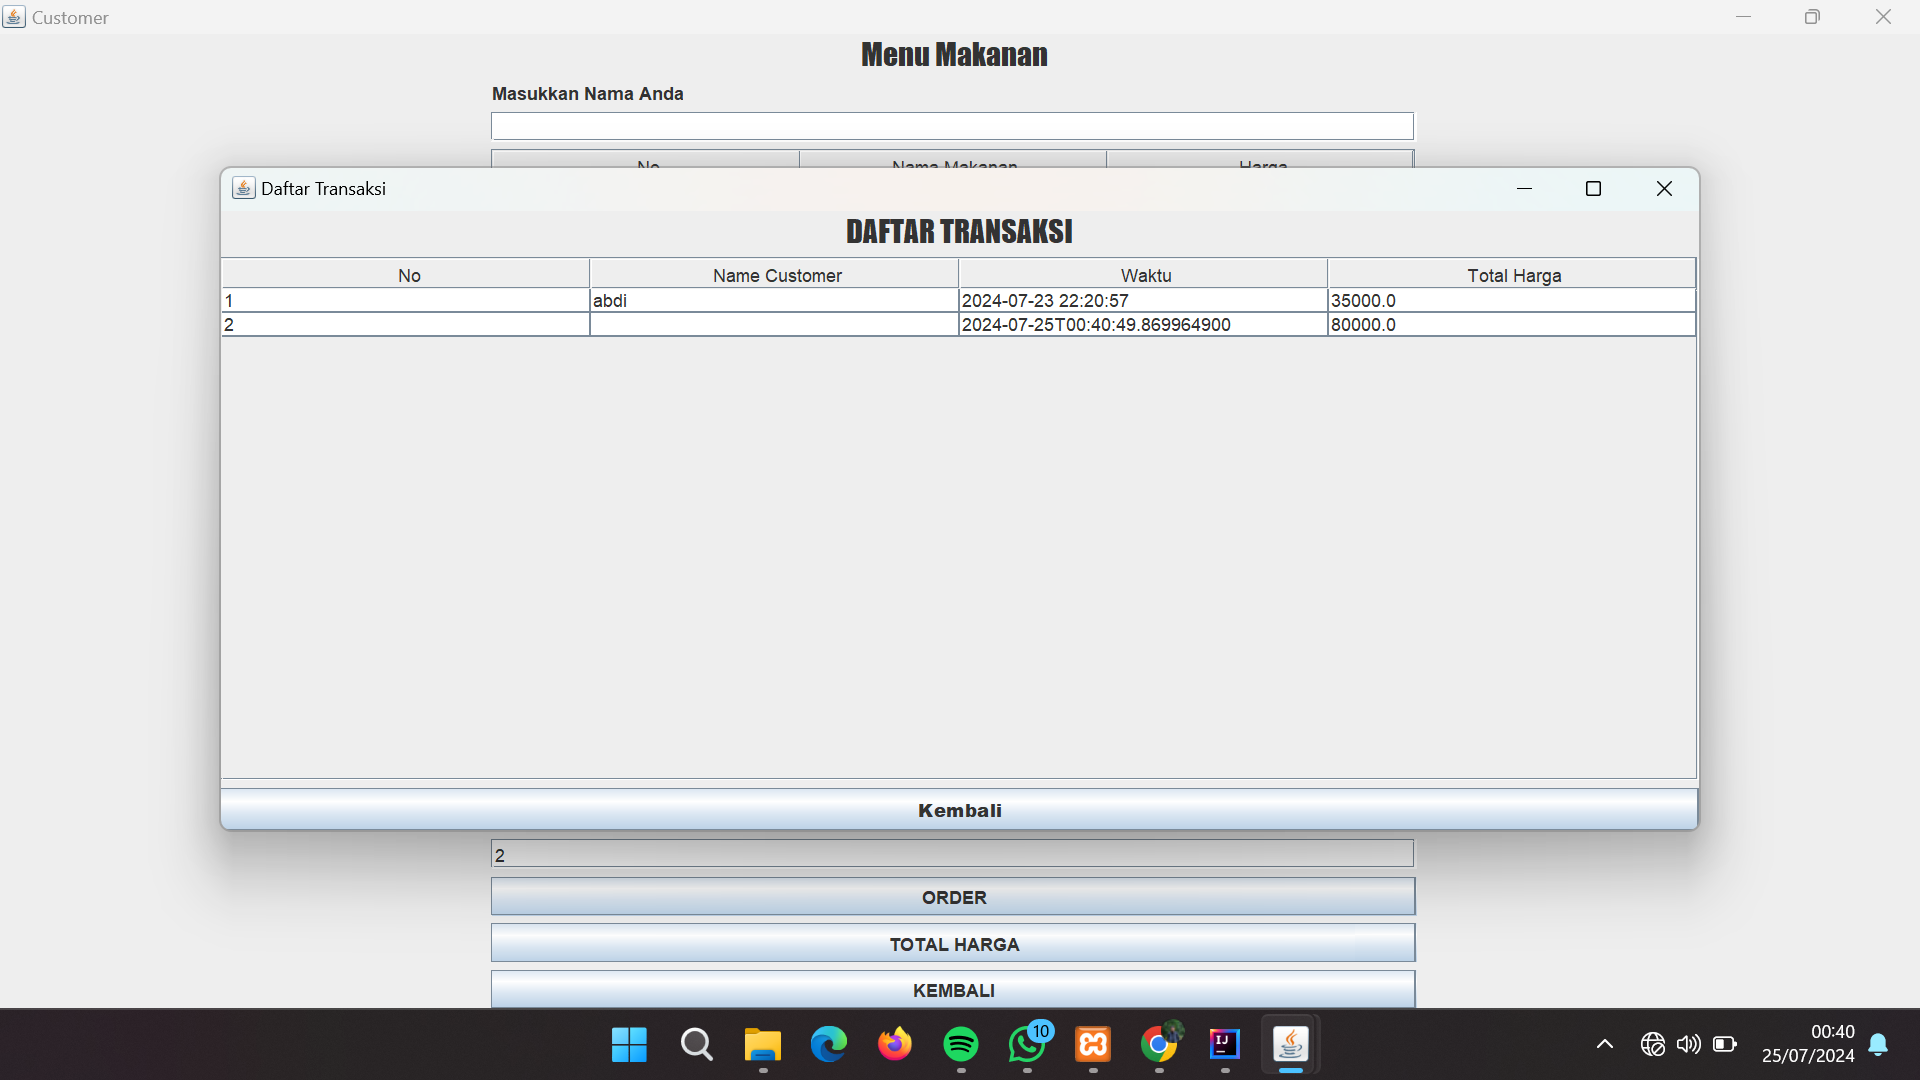 Customer
Menu Makanan
Masukkan Nama Anda
No Nama Makanan Harga
Daftar Transaksi
DAFTAR TRANSAKSI
No Name Customer Waktu Total Harga
1 abdi 2024-07-23 22:20:57 35000.0
2 2024-07-25T00:40:49.869964900 80000.0
Kembali
2
ORDER
TOTAL HARGA
KEMBALI
10
IJ
00:40
25/07/2024